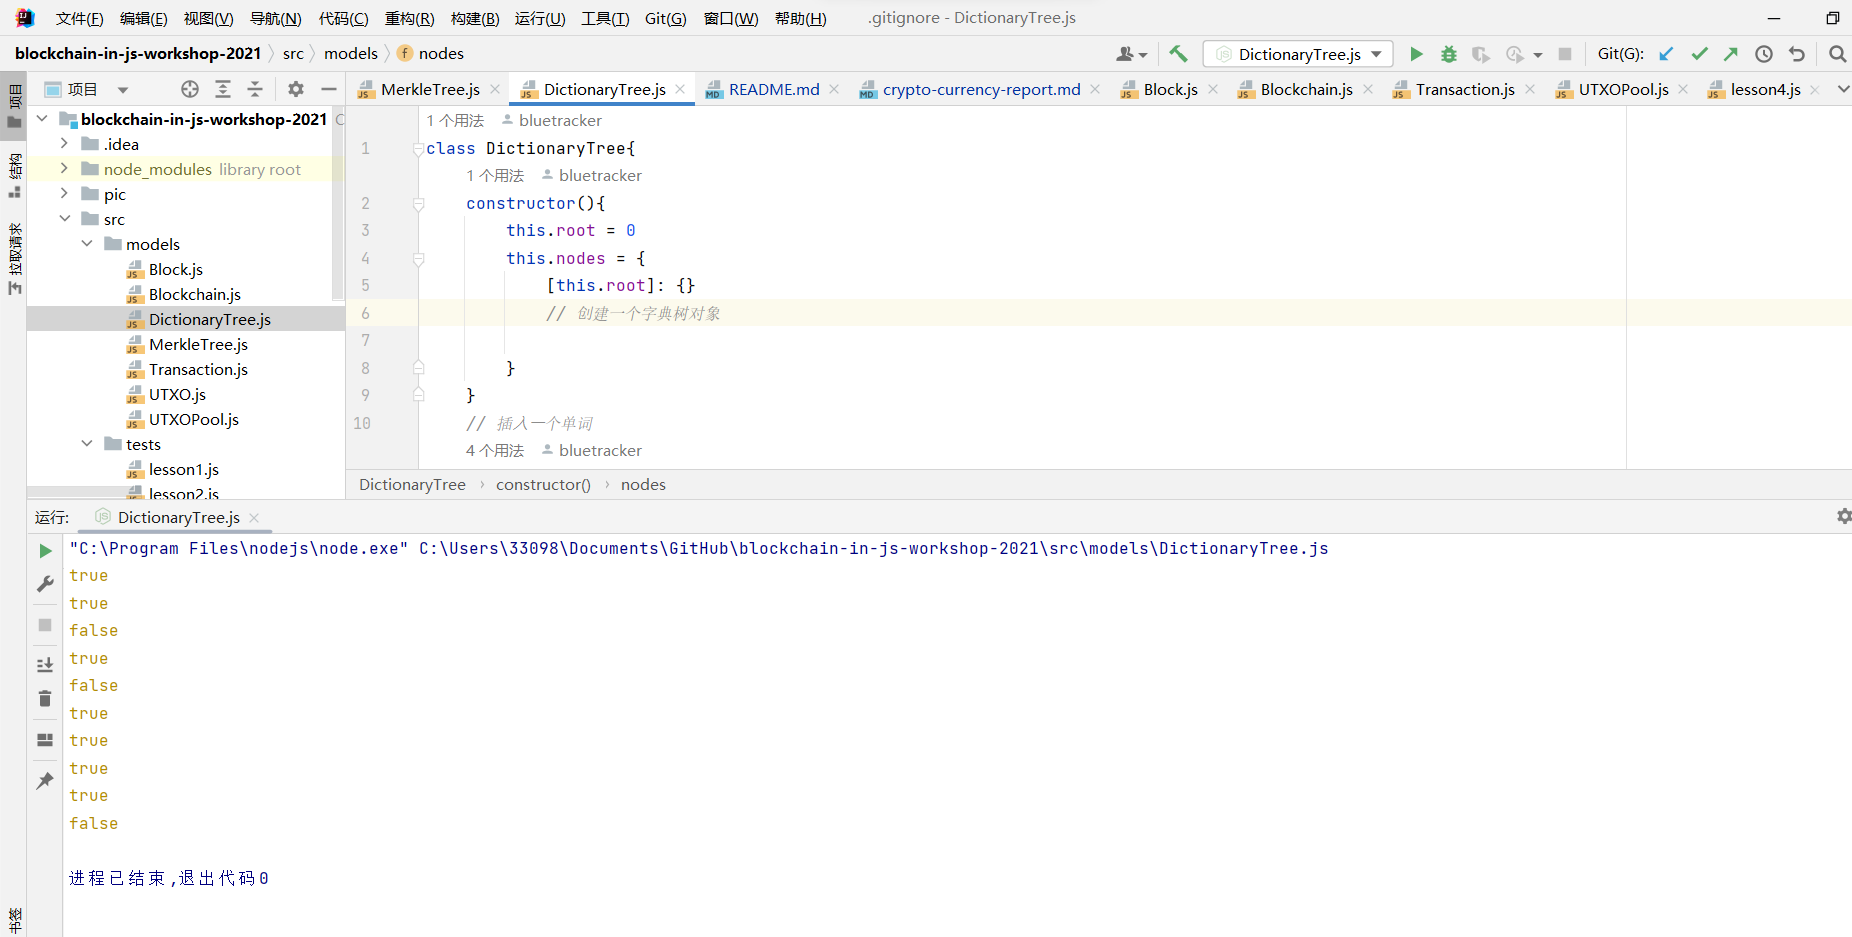 文件(F) 编辑(E) 视图(V) 导航(N) 代码(C) 重构(R) 构建(B) 运行(U) 工具(T) Git(G) 窗口(W) 帮助(H) .gitignore - DictionaryTree.js
blockchain-in-js-workshop-2021 src models nodes DictionaryTree.js Git(G):
项目 MerkleTree.js DictionaryTree.js README.md crypto-currency-report.md Block.js Blockchain.js Transaction.js UTXOPool.js lesson4.js
项目
结构
拉取请求
书签
blockchain-in-js-workshop-2021 C
.idea
node_modules library root
pic
src
models
Block.js
Blockchain.js
DictionaryTree.js
MerkleTree.js
Transaction.js
UTXO.js
UTXOPool.js
tests
lesson1.js
lesson2.js
1 个用法 bluetracker
1 class DictionaryTree{
1 个用法 bluetracker
2 constructor(){
3 this.root = 0
4 this.nodes = {
5 [this.root]: {}
6 // 创建一个字典树对象
7
8 }
9 }
10 // 插入一个单词
4 个用法 bluetracker
DictionaryTree constructor() nodes
运行: DictionaryTree.js
"C:\Program Files\nodejs\node.exe" C:\Users\33098\Documents\GitHub\blockchain-in-js-workshop-2021\src\models\DictionaryTree.js
true
true
false
true
false
true
true
true
true
false
进程已结束,退出代码0